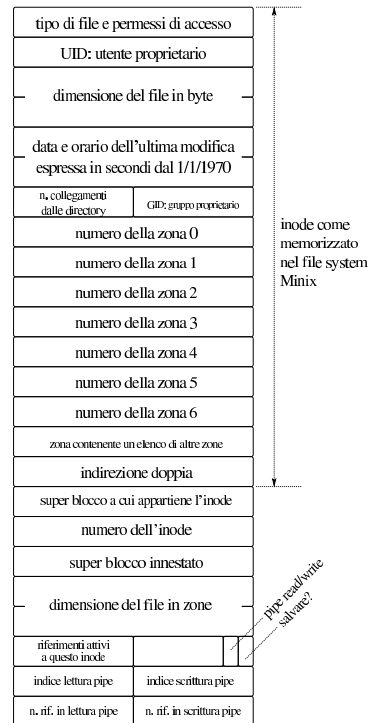 tipo di file e permessi di accesso
UID: utente proprietario
dimensione del file in byte
data e orario dell'ultima modifica
espressa in secondi dal 1/1/1970
n. collegamenti
dalle directory
GID: gruppo proprietario
numero della zona 0
numero della zona 1
numero della zona 2
numero della zona 3
numero della zona 4
numero della zona 5
numero della zona 6
zona contenente un elenco di altre zone
indirezione doppia
inode come
memorizzato
nel file system
Minix
super blocco a cui appartiene l'inode
numero dell'inode
super blocco innestato
dimensione del file in zone
pipe read/write
salvare?
riferimenti attivi
a questo inode
indice lettura pipe
indice scrittura pipe
n. rif. in lettura pipe
n. rif. in scrittura pipe